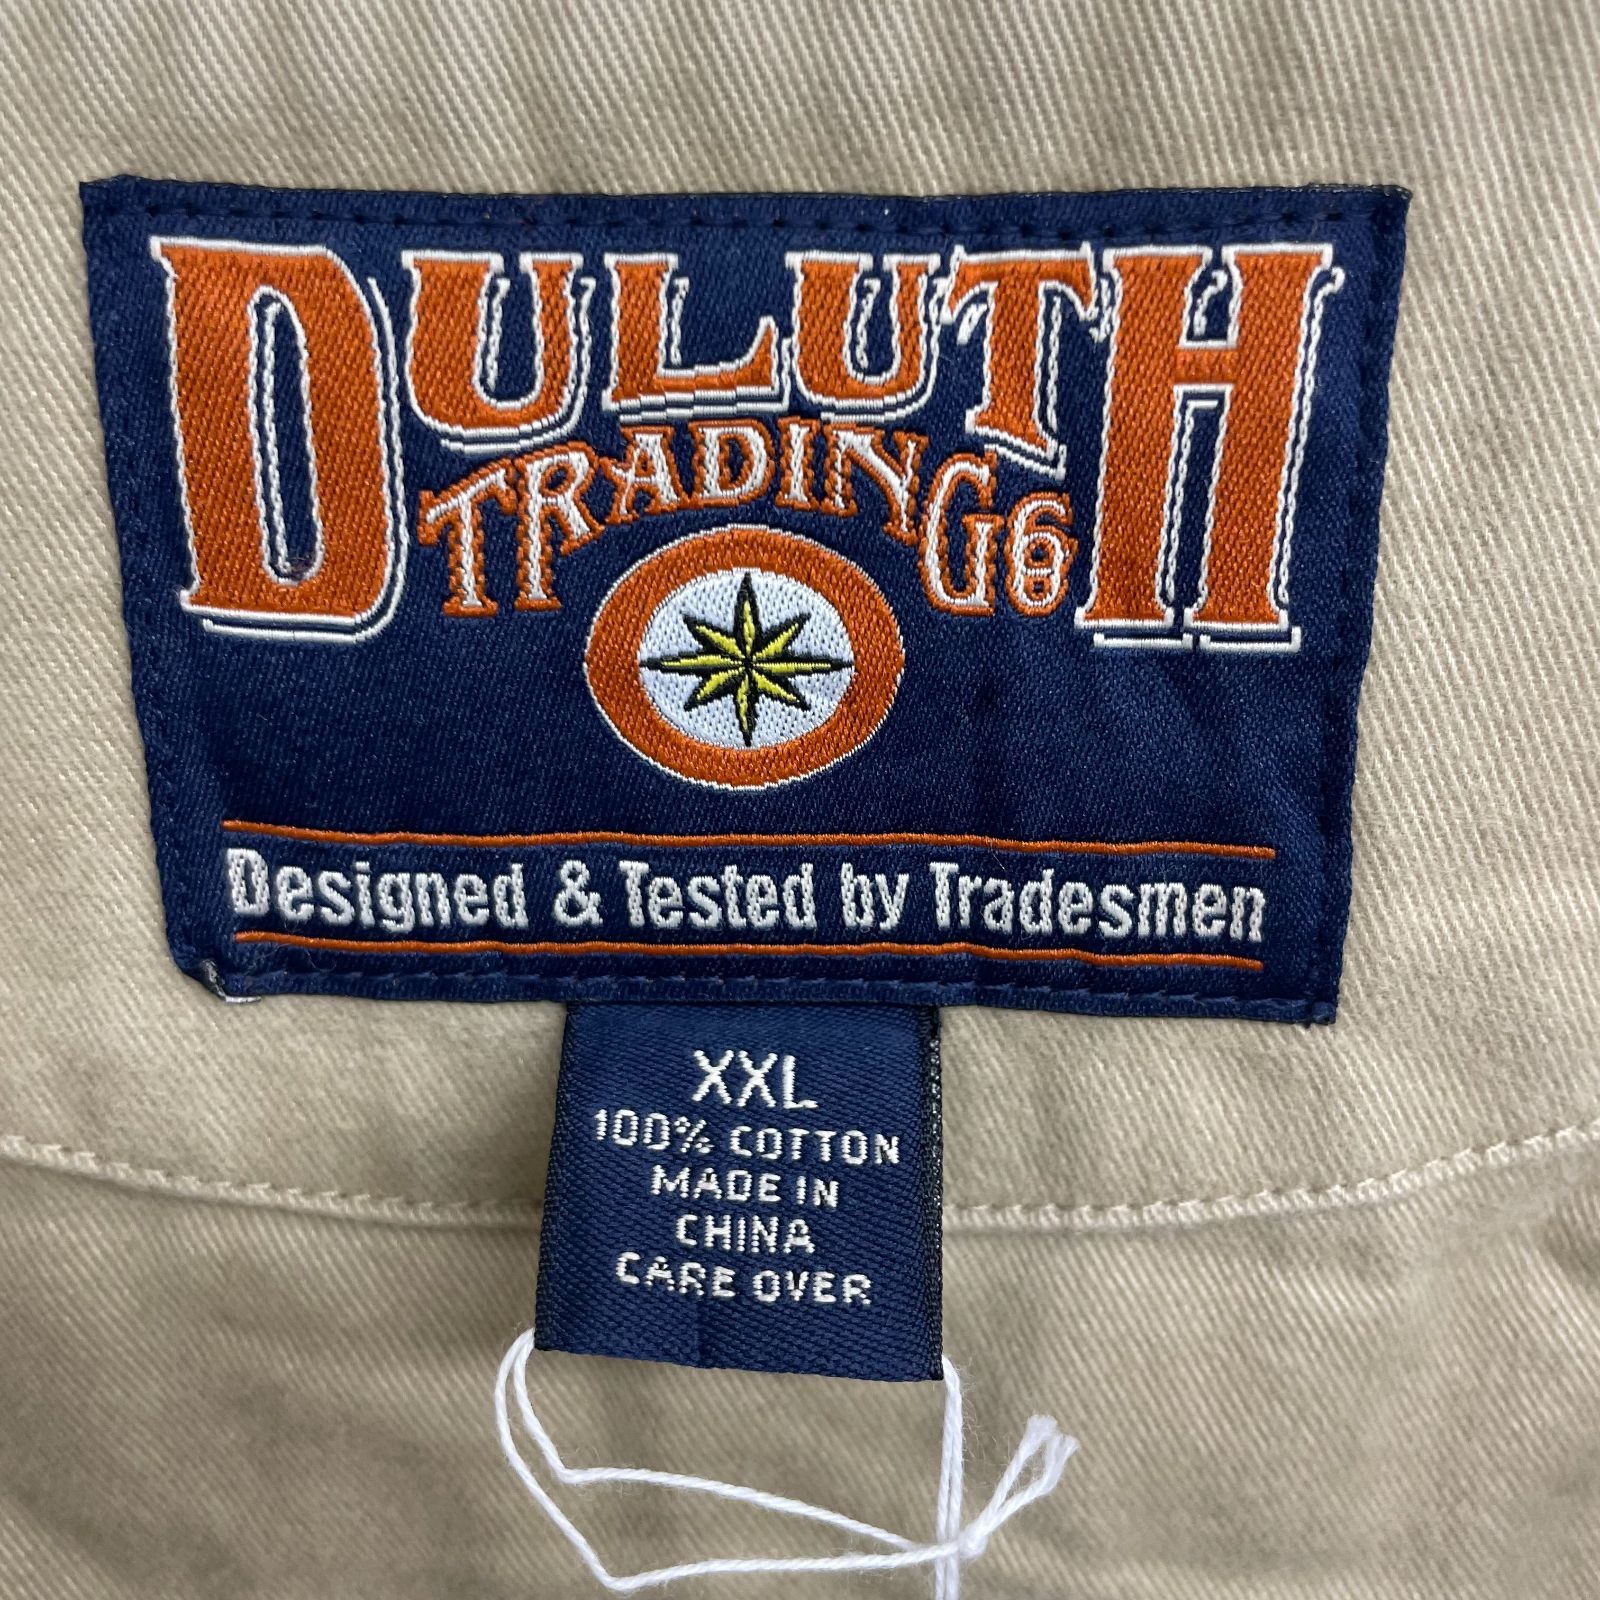 DULUTH
TRADING Co
Designed & Tested by Tradesmen
XXL
100% COTTON
MADE IN
CHINA
CARE OVER